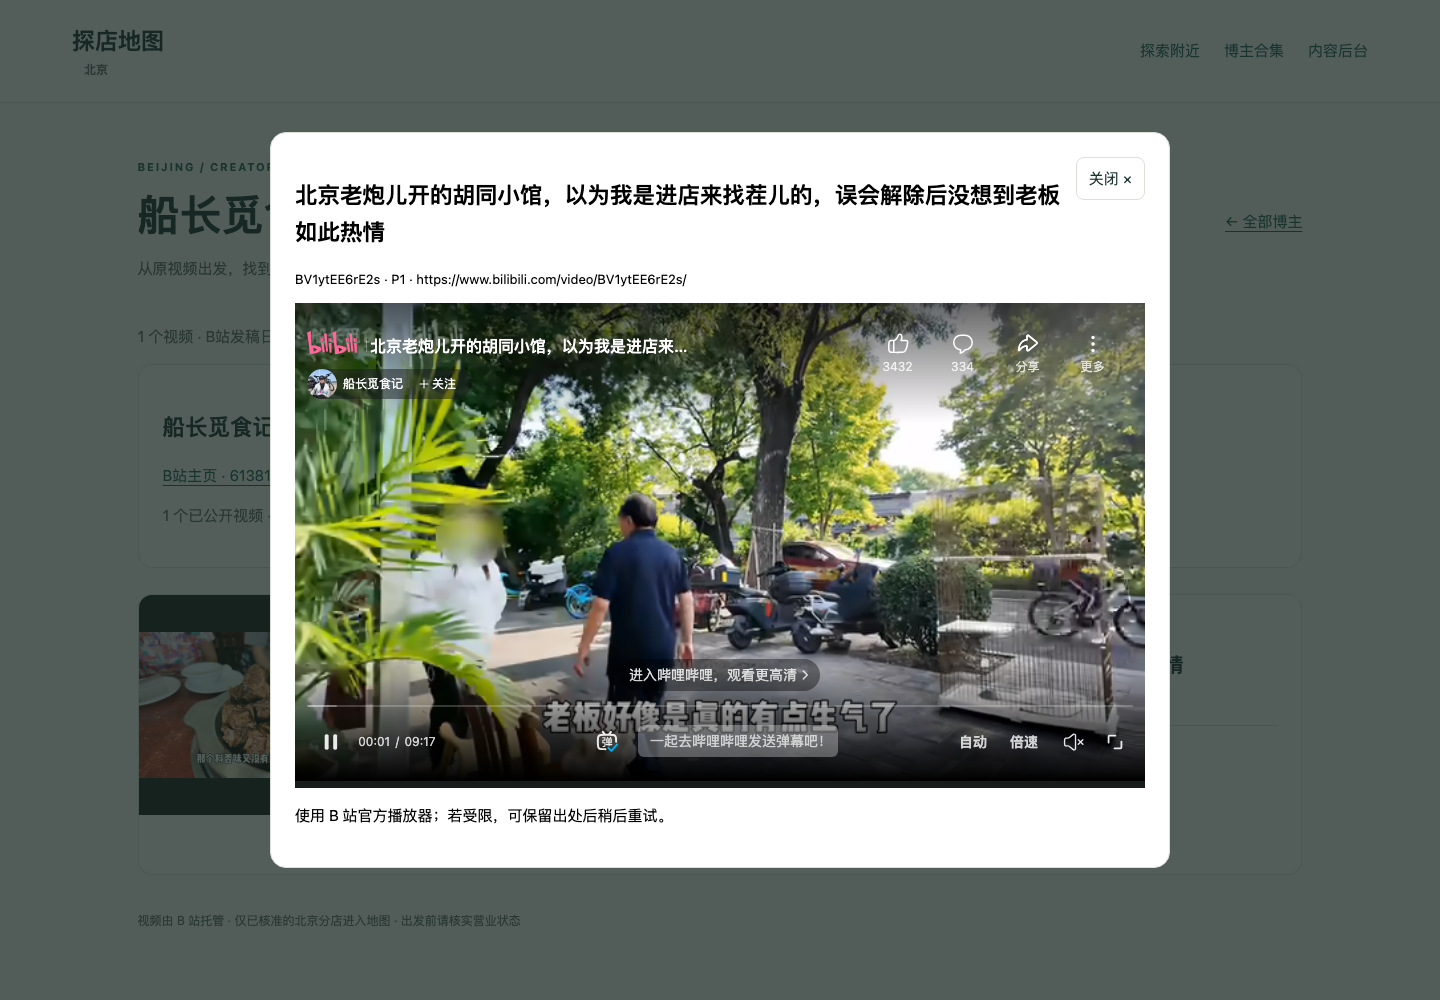 探店地图
北京
探索附近
博主合集
内容后台
BEIJING / CREATOR
船长觅
← 全部博主
从原视频出发，找到
1 个视频 · B站发稿日
船长觅食记
B站主页 · 61381
1 个已公开视频 ·
关闭 ×
北京老炮儿开的胡同小馆，以为我是进店来找茬儿的，误会解除后没想到老板
如此热情
BV1ytEE6rE2s · P1 · https://www.bilibili.com/video/BV1ytEE6rE2s/
bilibili
北京老炮儿开的胡同小馆，以为我是进店来...
3432
334
分享
更多
船长觅食记
+ 关注
进入哔哩哔哩，观看更高清 >
老板好像是真的有点生气了
00:01 / 09:17
弹
一起去哔哩哔哩发送弹幕吧！
自动
倍速
使用 B 站官方播放器；若受限，可保留出处后稍后重试。
情
视频由 B 站托管 · 仅已核准的北京分店进入地图 · 出发前请核实营业状态